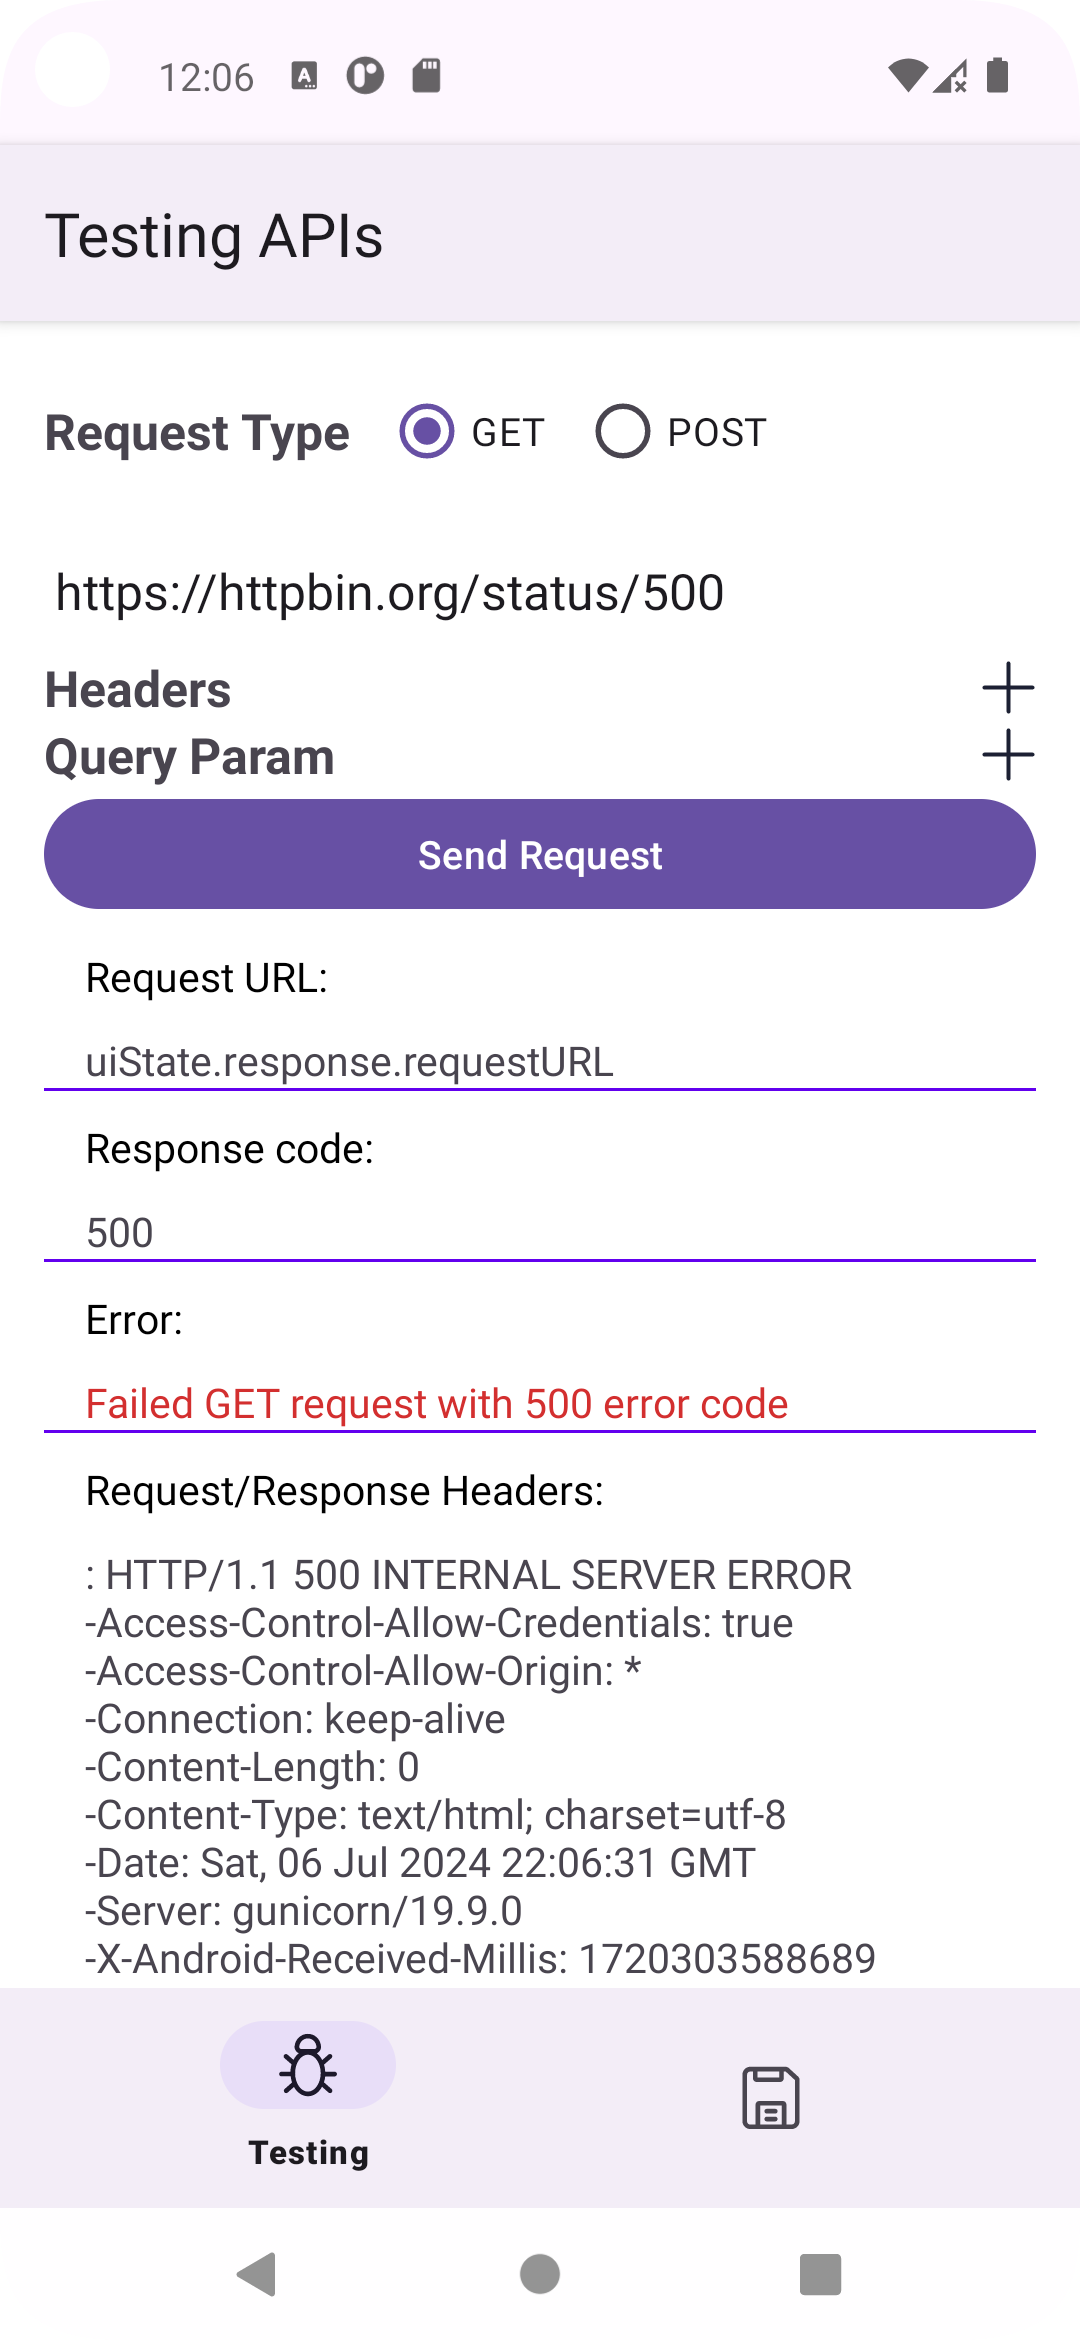 12:06
Testing APIs
Request Type GET POST
https://httpbin.org/status/500
Headers
Query Param
Send Request
Request URL:
uiState.response.requestURL
Response code:
500
Error:
Failed GET request with 500 error code
Request/Response Headers:
: HTTP/1.1 500 INTERNAL SERVER ERROR
-Access-Control-Allow-Credentials: true
-Access-Control-Allow-Origin: *
-Connection: keep-alive
-Content-Length: 0
-Content-Type: text/html; charset=utf-8
-Date: Sat, 06 Jul 2024 22:06:31 GMT
-Server: gunicorn/19.9.0
-X-Android-Received-Millis: 1720303588689
Testing